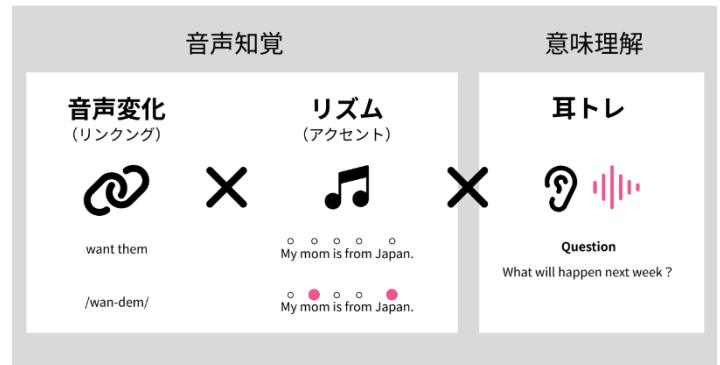 音声知覚
意味理解
音声変化
（リンクング）
リズム
（アクセント）
耳トレ
want them
/wan-dem/
My mom is from Japan.
My mom is from Japan.
Question
What will happen next week ?